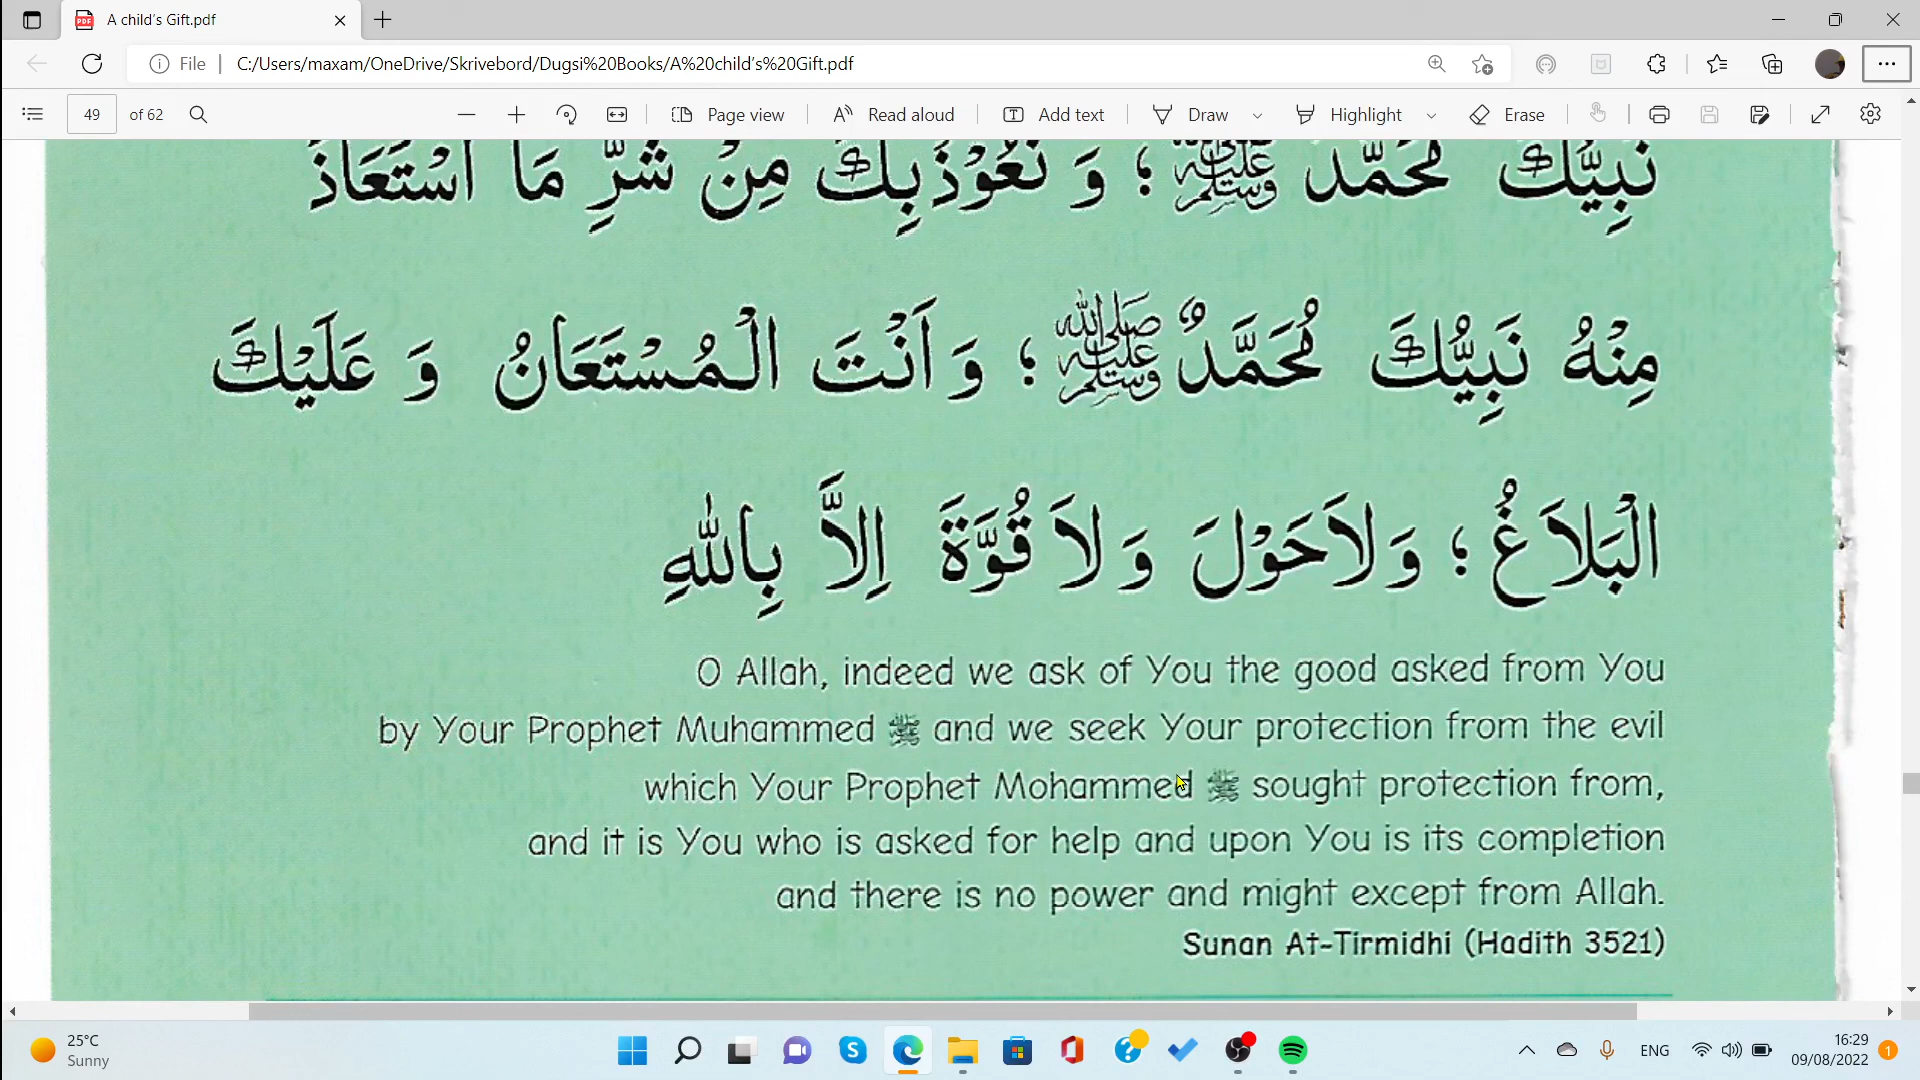 A child's Gift.pdf
File
C:/Users/maxam/OneDrive/Skrivebord/Dugsi%20Books/A%20child's%20Gift.pdf
49 of 62
Page view
Read aloud
Add text
Draw
Highlight
Erase
نَبِيُّكَ مُحَمَّد ﷺ ؛ وَ نَعُوْذُبِكَ مِنْ شَرِّ مَا اسْتَعَاذَ
مِنْهُ نَبِيُّكَ مُحَمَّدٌ ﷺ ؛ وَ اَنْتَ الْمُسْتَعَانُ وَ عَلَيْكَ
الْبَلاَغُ ؛ وَلاَحَوْلَ وَ لاَ قُوَّةَ اِلاَّ بِاللهِ
O Allah, indeed we ask of You the good asked from You
by Your Prophet Muhammed ﷺ and we seek Your protection from the evil
which Your Prophet Mohammed ﷺ sought protection from,
and it is You who is asked for help and upon You is its completion
and there is no power and might except from Allah.
Sunan At-Tirmidhi (Hadith 3521)
25°C
Sunny
ENG
16:29
09/08/2022
1